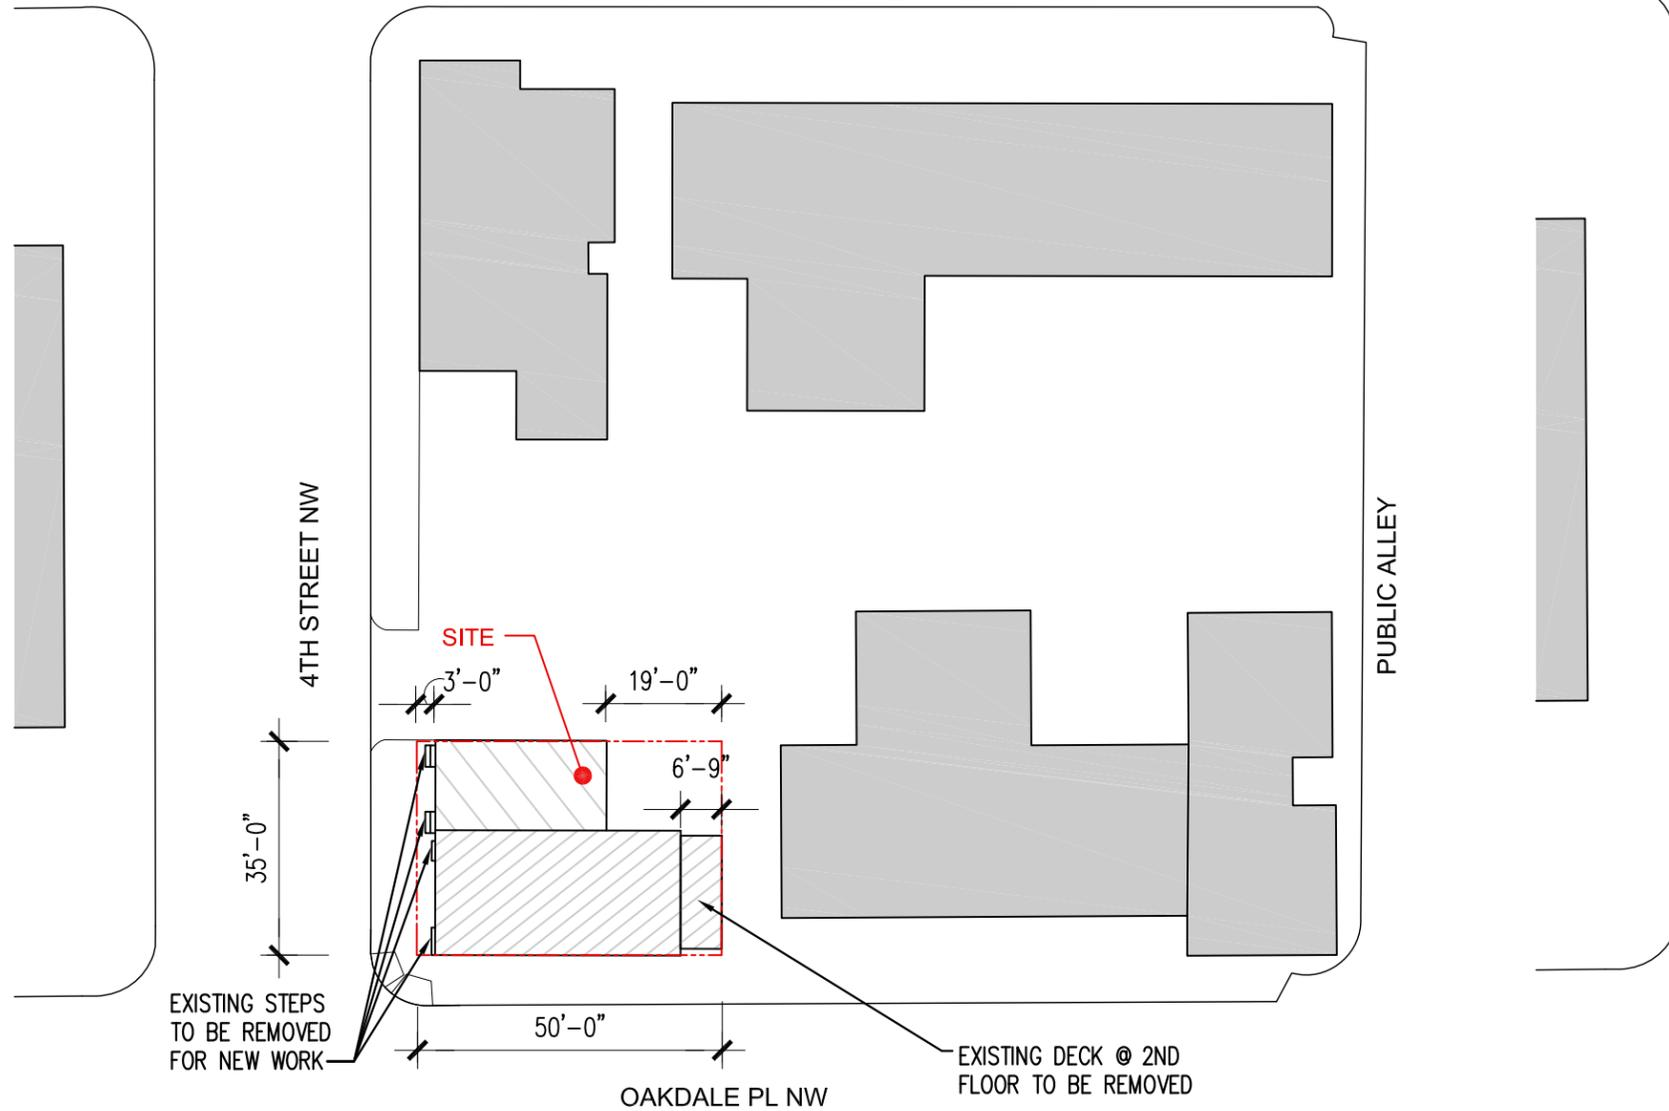 4TH STREET NW
PUBLIC ALLEY
SITE
3'-0"
19'-0"
6'-9"
35'-0"
EXISTING STEPS
TO BE REMOVED
FOR NEW WORK
50'-0"
EXISTING DECK @ 2ND
FLOOR TO BE REMOVED
OAKDALE PL NW